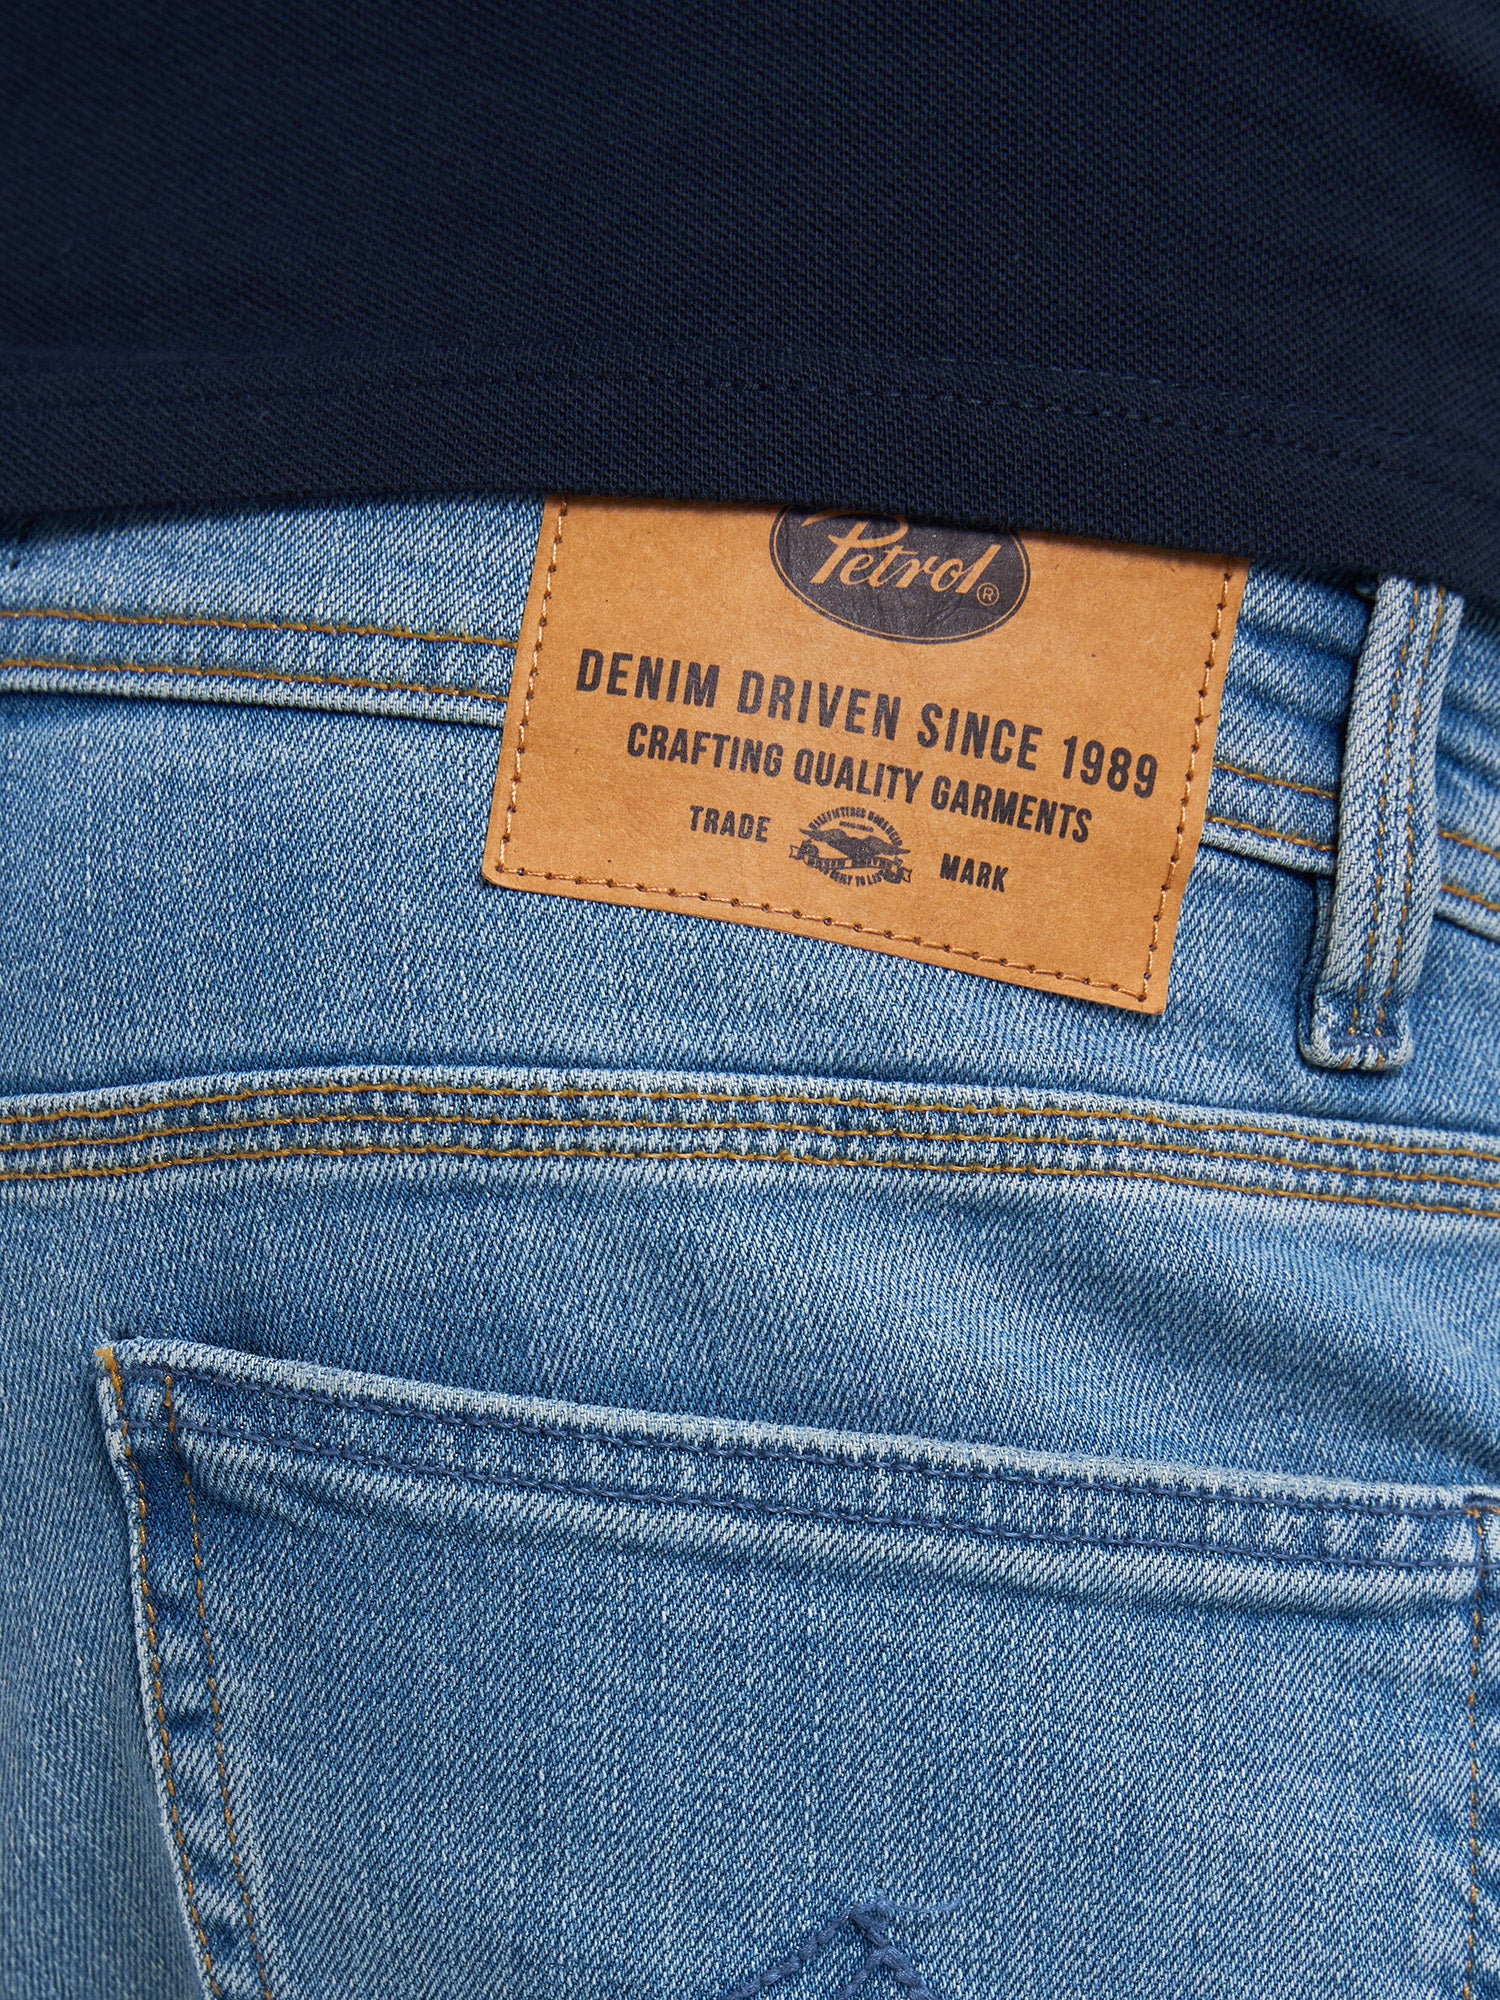 Petrol®
DENIM DRIVEN SINCE 1989
CRAFTING QUALITY GARMENTS
TRADE MARK